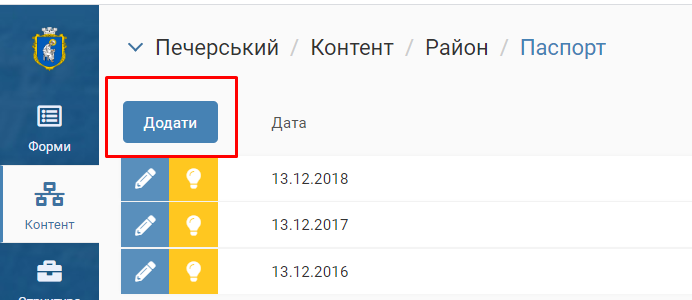 Печерський / Контент / Район / Паспорт
Додати Дата
Форми
13.12.2018
Контент
13.12.2017
13.12.2016